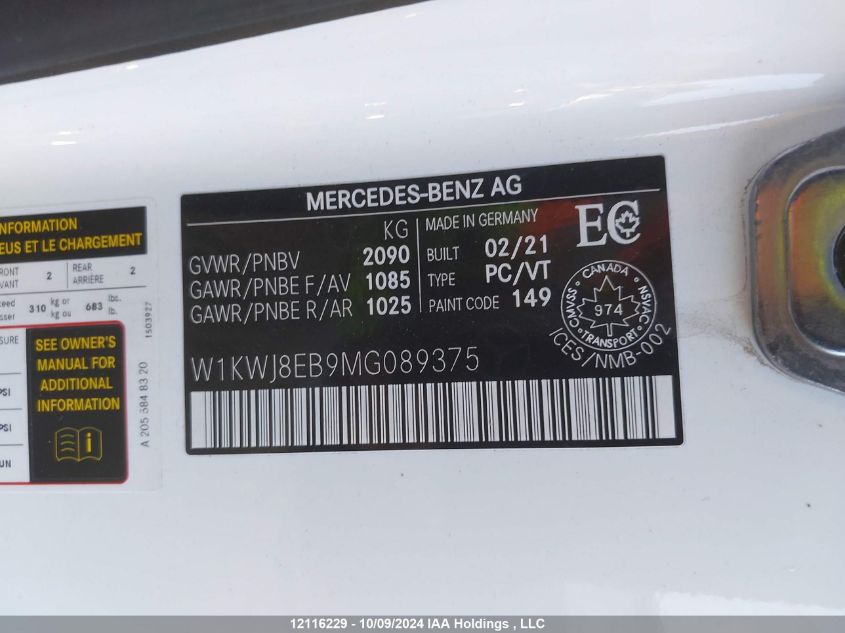 INFORMATION
EUS ET LE CHARGEMENT
FRONT
AVANT
2
REAR
ARRIÈRE
2
310 kg or
683 lbs.
lb.
1503927
SEE OWNER'S
MANUAL FOR
ADDITIONAL
INFORMATION
PSI
PSI
A 205 584 83 20
MERCEDES-BENZ AG
KG
GVWR/PNBV 2090
GAWR/PNBE F/AV 1085
GAWR/PNBE R/AR 1025
MADE IN GERMANY
BUILT 02/21
TYPE PC/VT
PAINT CODE 149
EC
CANADA
CMVSS
974
NSVAC
TRANSPORT
ICES/NMB-002
W1KWJ8EB9MG089375
12116229 - 10/09/2024 IAA Holdings , LLC